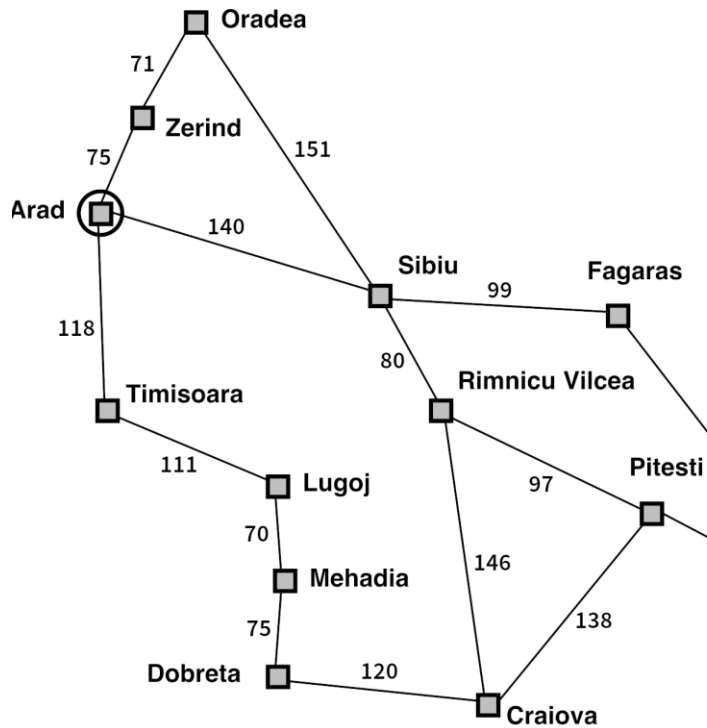 Oradea
71
Zerind
75
151
Arad
140
Sibiu
Fagaras
99
118
80
Rimnicu Vilcea
Timisoara
111
Lugoj
97
Pitesti
70
146
Mehadia
138
75
Dobreta
120
Craiova